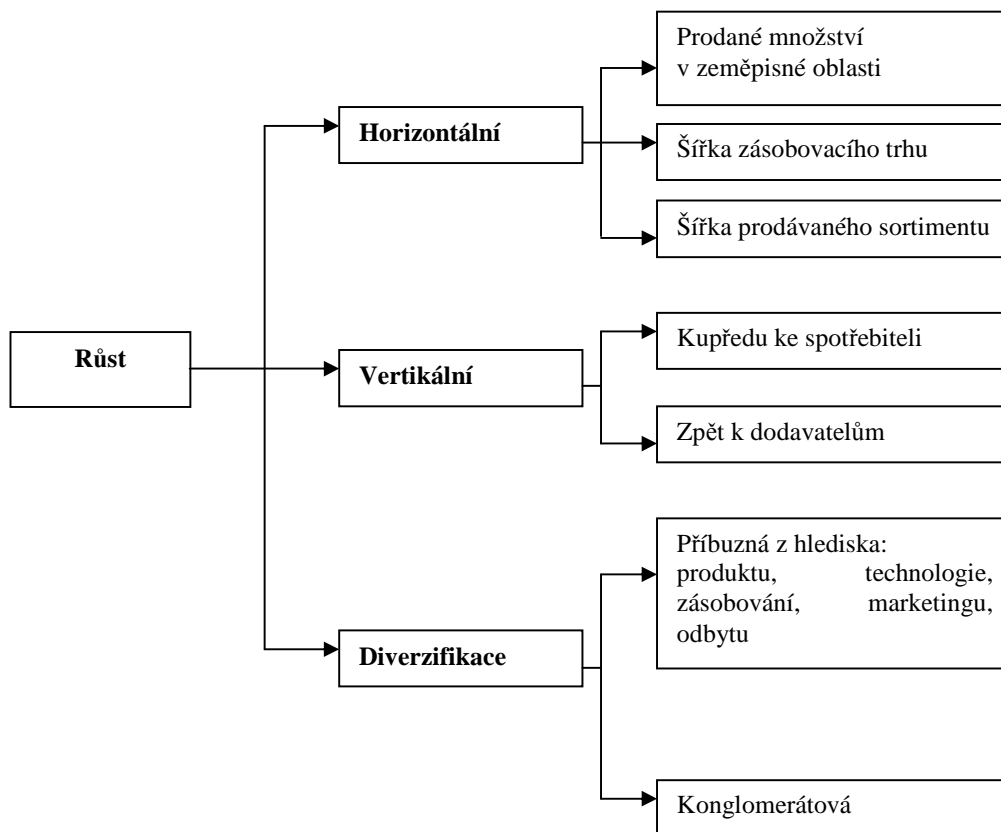 Prodané množství
v zeměpisné oblasti
Horizontální
Šířka zásobovacího trhu
Šířka prodávaného sortimentu
Růst
Vertikální
Kupředu ke spotřebiteli
Zpět k dodavatelům
Diverzifikace
Příbuzná z hlediska:
produktu, technologie,
zásobování, marketingu,
odbytu
Konglomerátová